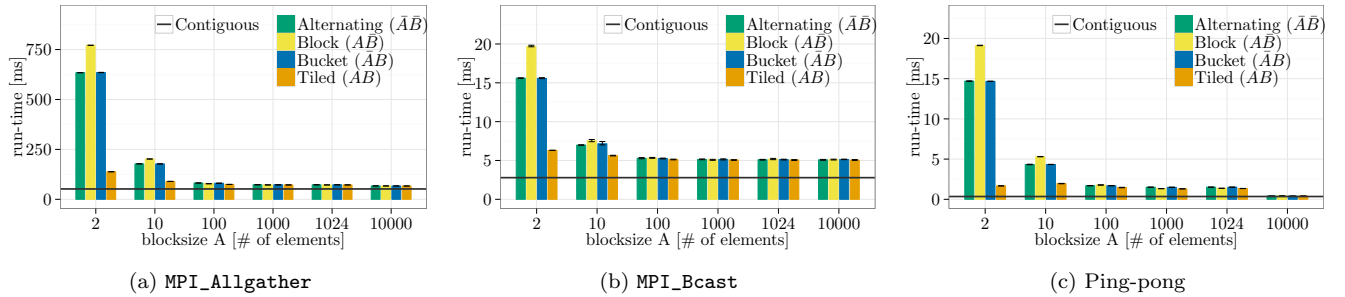 run-time [ms]
750
500
250
0
Contiguous
Alternating (ĀB̄)
Block (AB̄)
Bucket (ĀB)
Tiled (AB)
2 10 100 1000 1024 10000
blocksize A [# of elements]
(a) MPI_Allgather
run-time [ms]
20
15
10
5
0
Contiguous
Alternating (ĀB̄)
Block (AB̄)
Bucket (ĀB)
Tiled (AB)
2 10 100 1000 1024 10000
blocksize A [# of elements]
(b) MPI_Bcast
run-time [ms]
20
15
10
5
0
Contiguous
Alternating (ĀB̄)
Block (AB̄)
Bucket (ĀB)
Tiled (AB)
2 10 100 1000 1024 10000
blocksize A [# of elements]
(c) Ping-pong